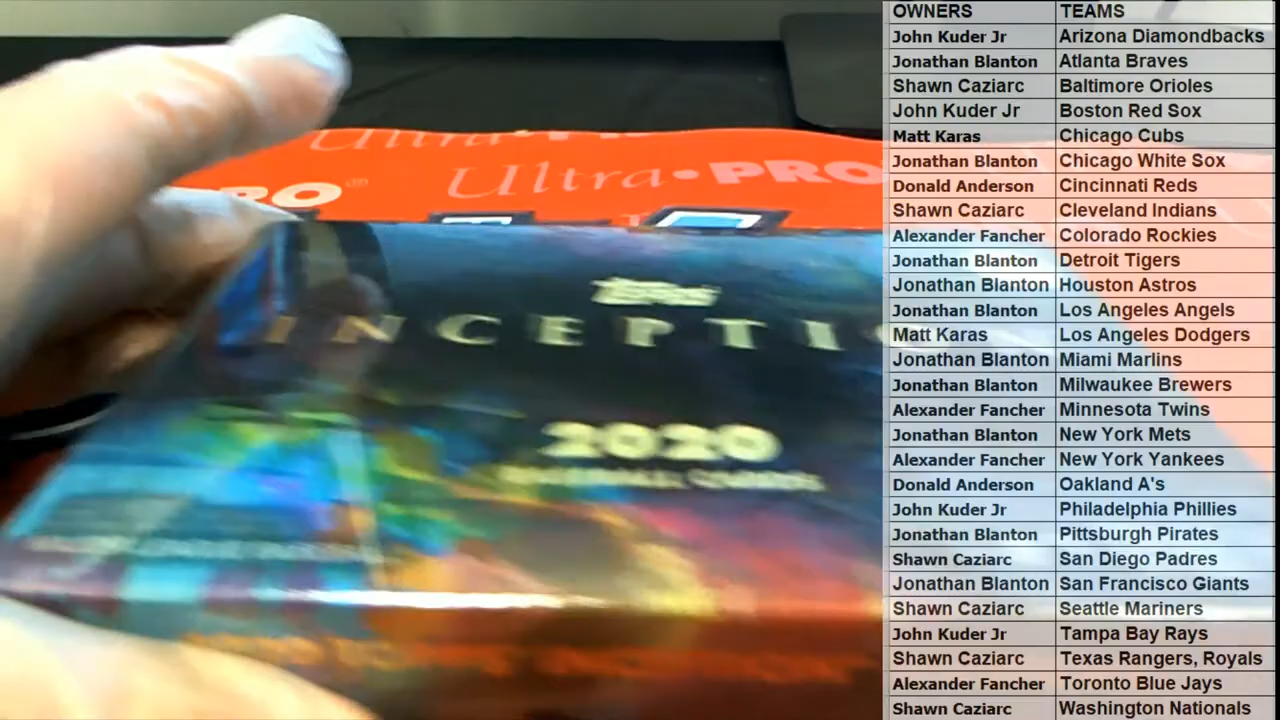 Ultra
Ultra•PRO
RO®
topps
INCEPTI
2020
BASEBALL CARDS
OWNERS TEAMS
John Kuder Jr Arizona Diamondbacks
Jonathan Blanton Atlanta Braves
Shawn Caziarc Baltimore Orioles
John Kuder Jr Boston Red Sox
Matt Karas Chicago Cubs
Jonathan Blanton Chicago White Sox
Donald Anderson Cincinnati Reds
Shawn Caziarc Cleveland Indians
Alexander Fancher Colorado Rockies
Jonathan Blanton Detroit Tigers
Jonathan Blanton Houston Astros
Jonathan Blanton Los Angeles Angels
Matt Karas Los Angeles Dodgers
Jonathan Blanton Miami Marlins
Jonathan Blanton Milwaukee Brewers
Alexander Fancher Minnesota Twins
Jonathan Blanton New York Mets
Alexander Fancher New York Yankees
Donald Anderson Oakland A's
John Kuder Jr Philadelphia Phillies
Jonathan Blanton Pittsburgh Pirates
Shawn Caziarc San Diego Padres
Jonathan Blanton San Francisco Giants
Shawn Caziarc Seattle Mariners
John Kuder Jr Tampa Bay Rays
Shawn Caziarc Texas Rangers, Royals
Alexander Fancher Toronto Blue Jays
Shawn Caziarc Washington Nationals